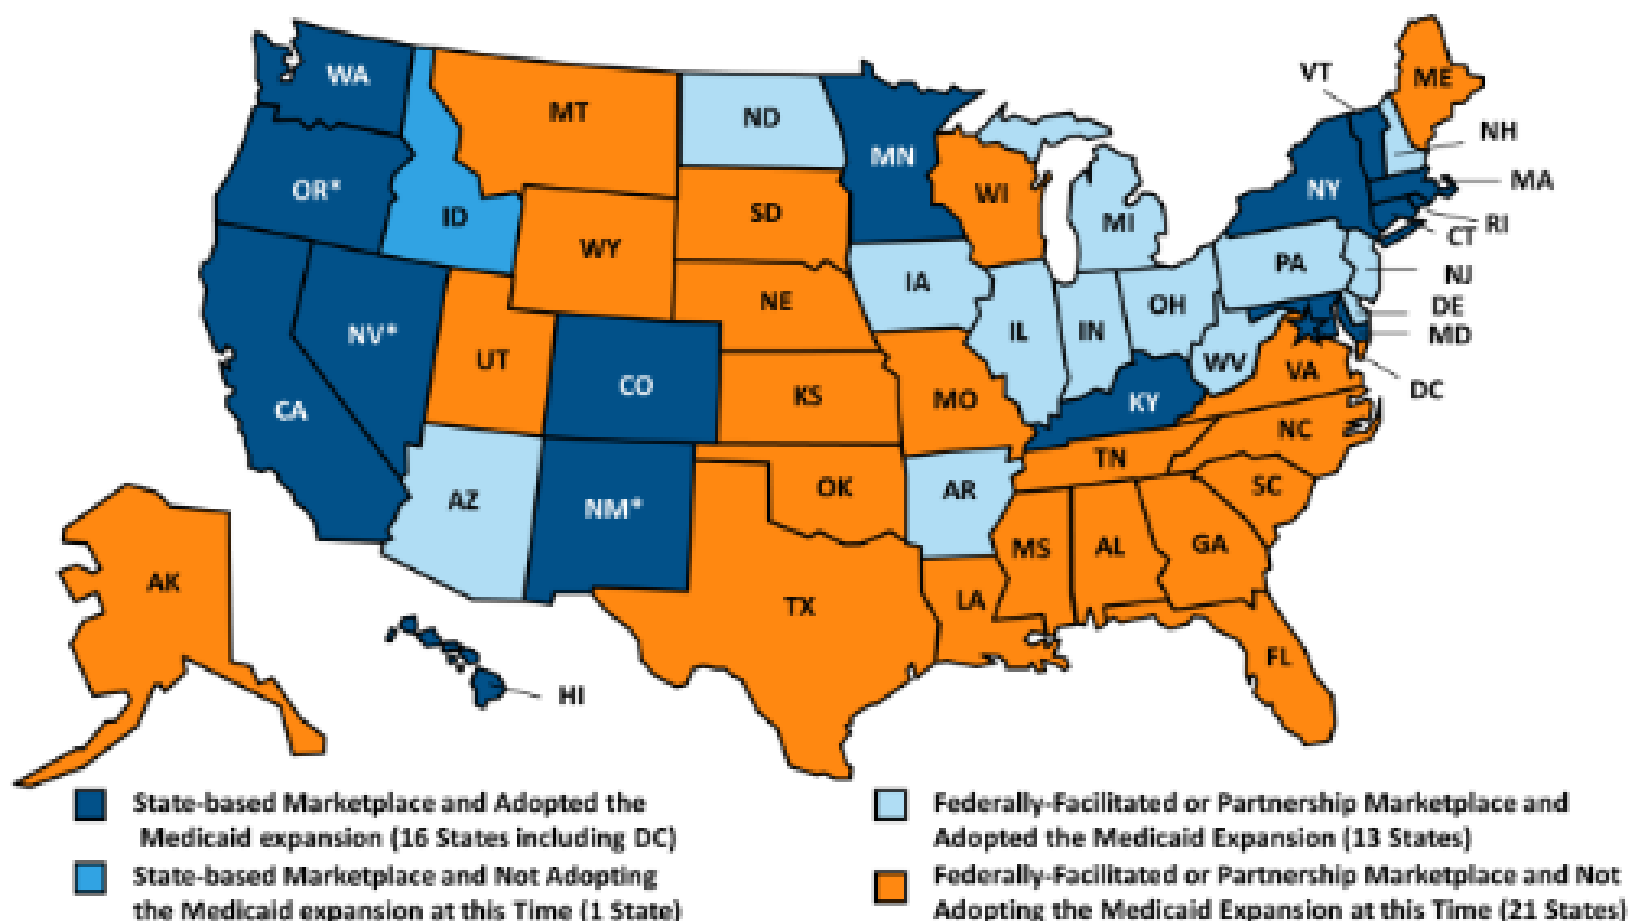 WA
MT
ND
MN
VT
ME
NH
OR*
ID
WY
SD
WI
MI
NY
MA
RI
CT
NV*
UT
NE
IA
IL
IN
OH
PA
NJ
DE
MD
CA
CO
KS
MO
KY
WV
VA
DC
AZ
NM*
OK
AR
TN
NC
SC
AK
TX
LA
MS
AL
GA
FL
HI
State-based Marketplace and Adopted the
Medicaid expansion (16 States including DC)
State-based Marketplace and Not Adopting
the Medicaid expansion at this Time (1 State)
Federally-Facilitated or Partnership Marketplace and
Adopted the Medicaid Expansion (13 States)
Federally-Facilitated or Partnership Marketplace and Not
Adopting the Medicaid Expansion at this Time (21 States)